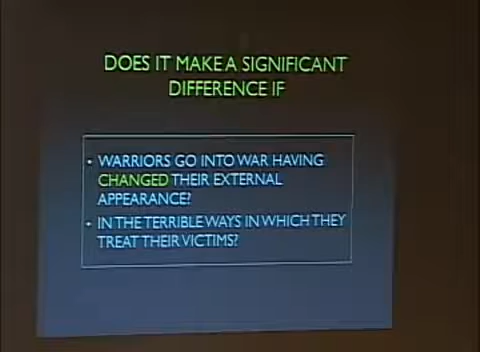 DOES IT MAKE A SIGNIFICANT
DIFFERENCE IF
• WARRIORS GO INTO WAR HAVING
CHANGED THEIR EXTERNAL
APPEARANCE?
• IN THE TERRIBLE WAYS IN WHICH THEY
TREAT THEIR VICTIMS?